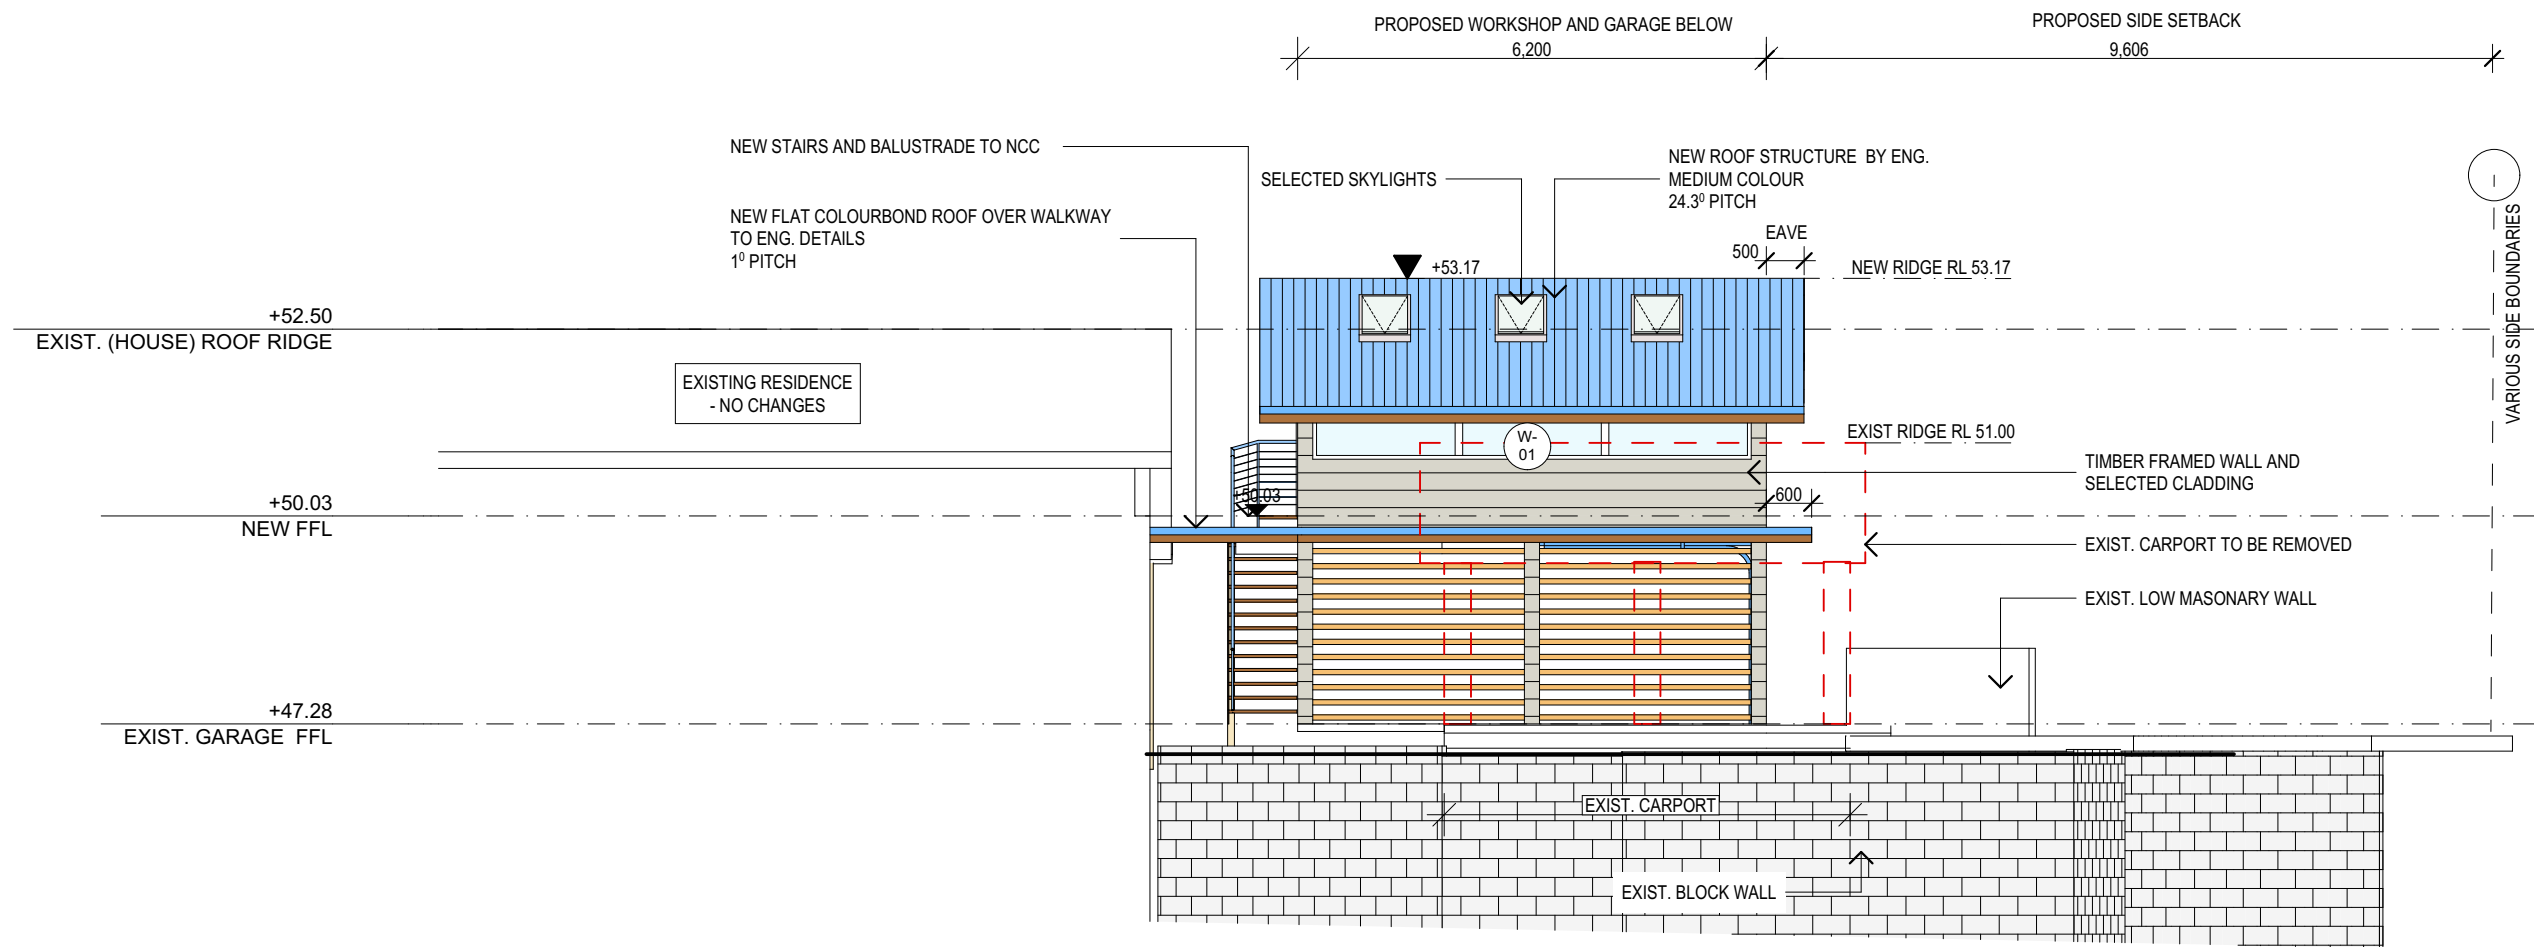 PROPOSED WORKSHOP AND GARAGE BELOW
6,200
PROPOSED SIDE SETBACK
9,606
NEW STAIRS AND BALUSTRADE TO NCC
NEW FLAT COLOURBOND ROOF OVER WALKWAY
TO ENG. DETAILS
1⁰ PITCH
SELECTED SKYLIGHTS
NEW ROOF STRUCTURE BY ENG.
MEDIUM COLOUR
24.3⁰ PITCH
EAVE
500
+53.17
NEW RIDGE RL 53.17
VARIOUS SIDE BOUNDARIES
+52.50
EXIST. (HOUSE) ROOF RIDGE
EXISTING RESIDENCE
- NO CHANGES
W-
01
EXIST RIDGE RL 51.00
TIMBER FRAMED WALL AND
SELECTED CLADDING
+50.03
NEW FFL
+50.03
600
EXIST. CARPORT TO BE REMOVED
EXIST. LOW MASONARY WALL
+47.28
EXIST. GARAGE FFL
EXIST. CARPORT
EXIST. BLOCK WALL